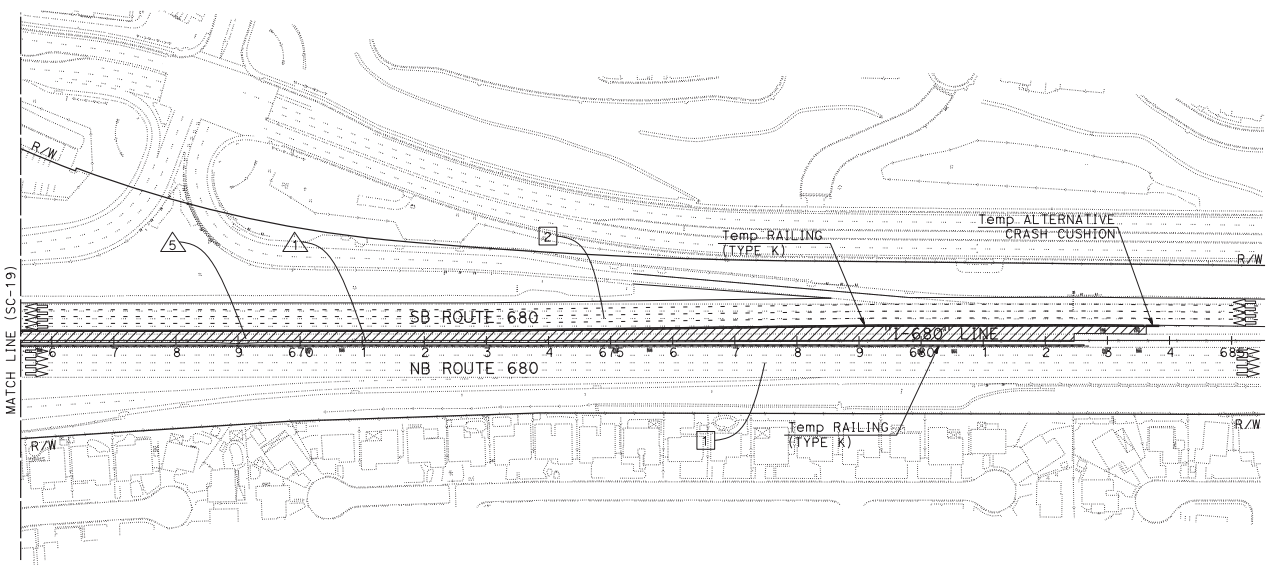 R/W
5
1
2
Temp RAILING
(TYPE K)
Temp ALTERNATIVE
CRASH CUSHION
R/W
MATCH LINE (SC-19)
SB ROUTE 680
"I-680" LINE
6 7 8 9 670 1 2 3 4 675 6 7 8 9 680 1 2 3 4 685
NB ROUTE 680
R/W
1
Temp RAILING
(TYPE K)
R/W